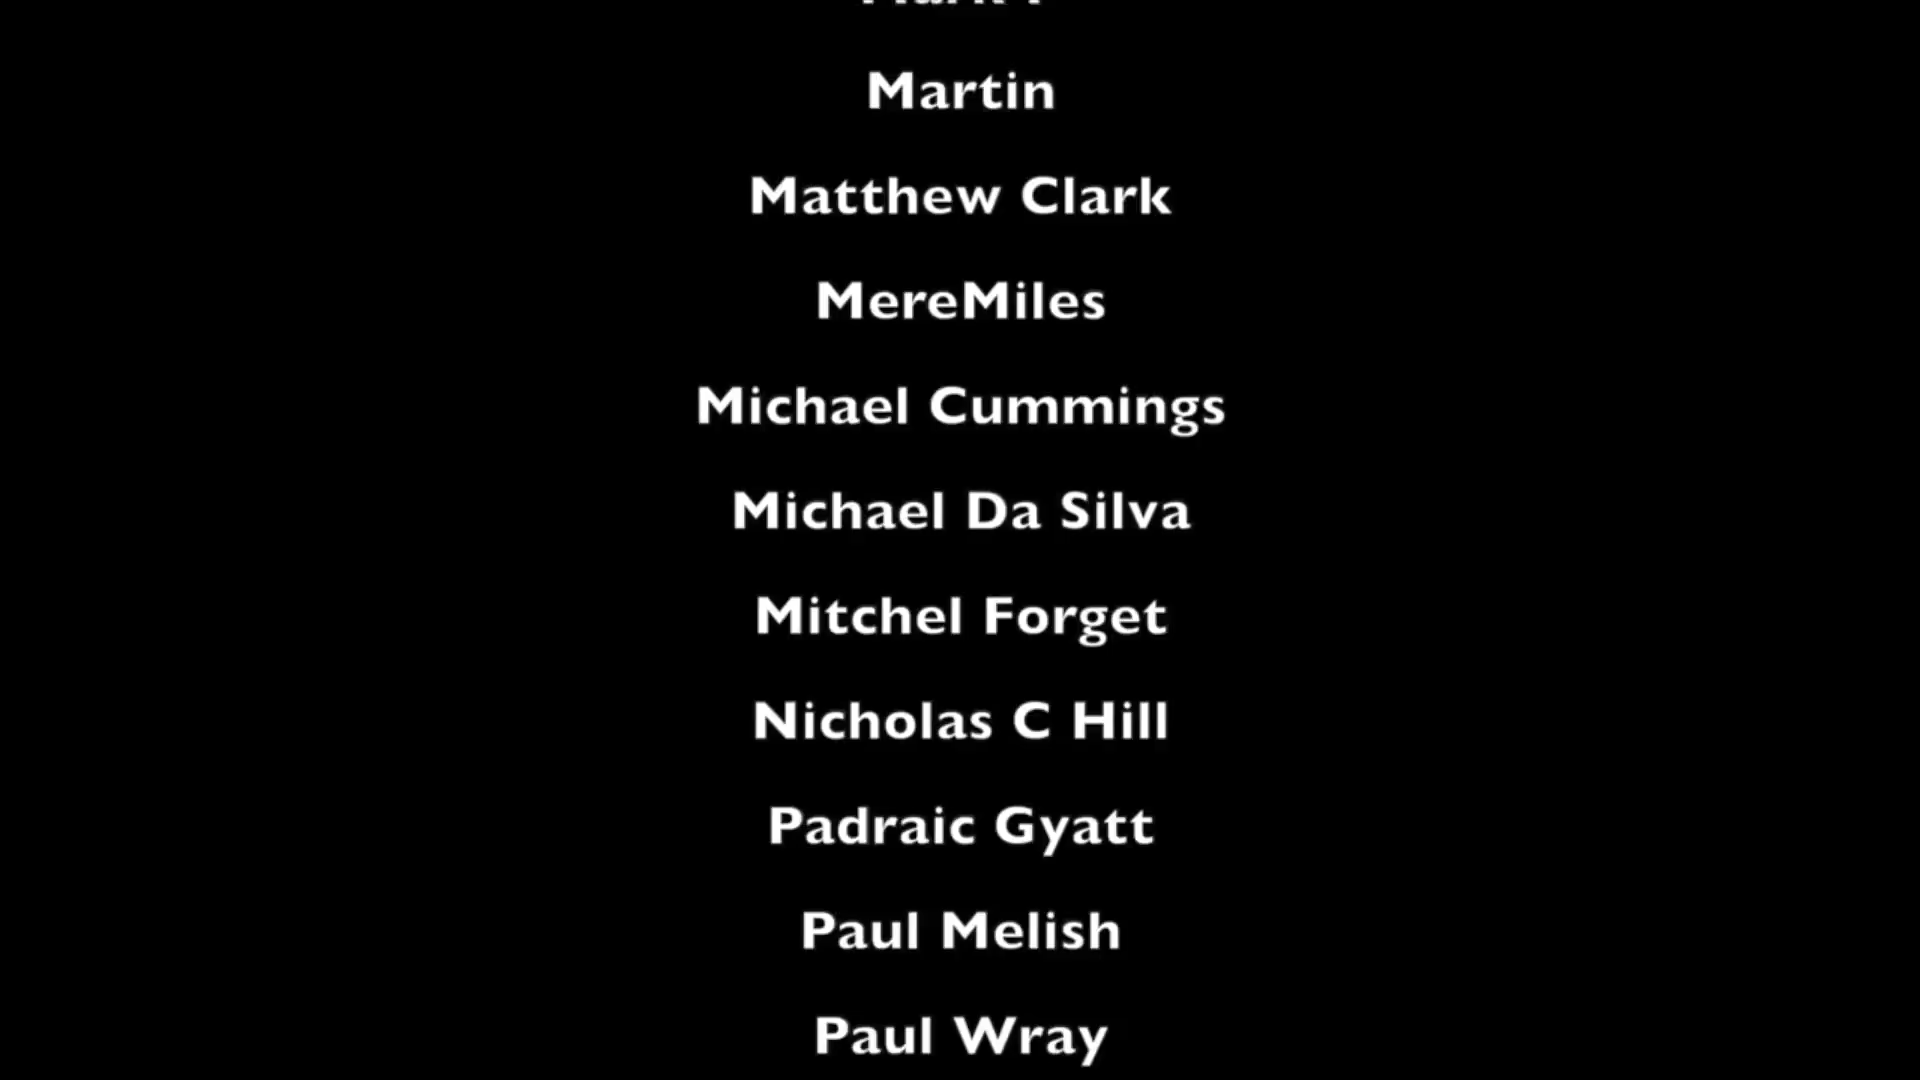 Martin
Matthew Clark
MereMiles
Michael Cummings
Michael Da Silva
Mitchel Forget
Nicholas C Hill
Padraic Gyatt
Paul Melish
Paul Wray